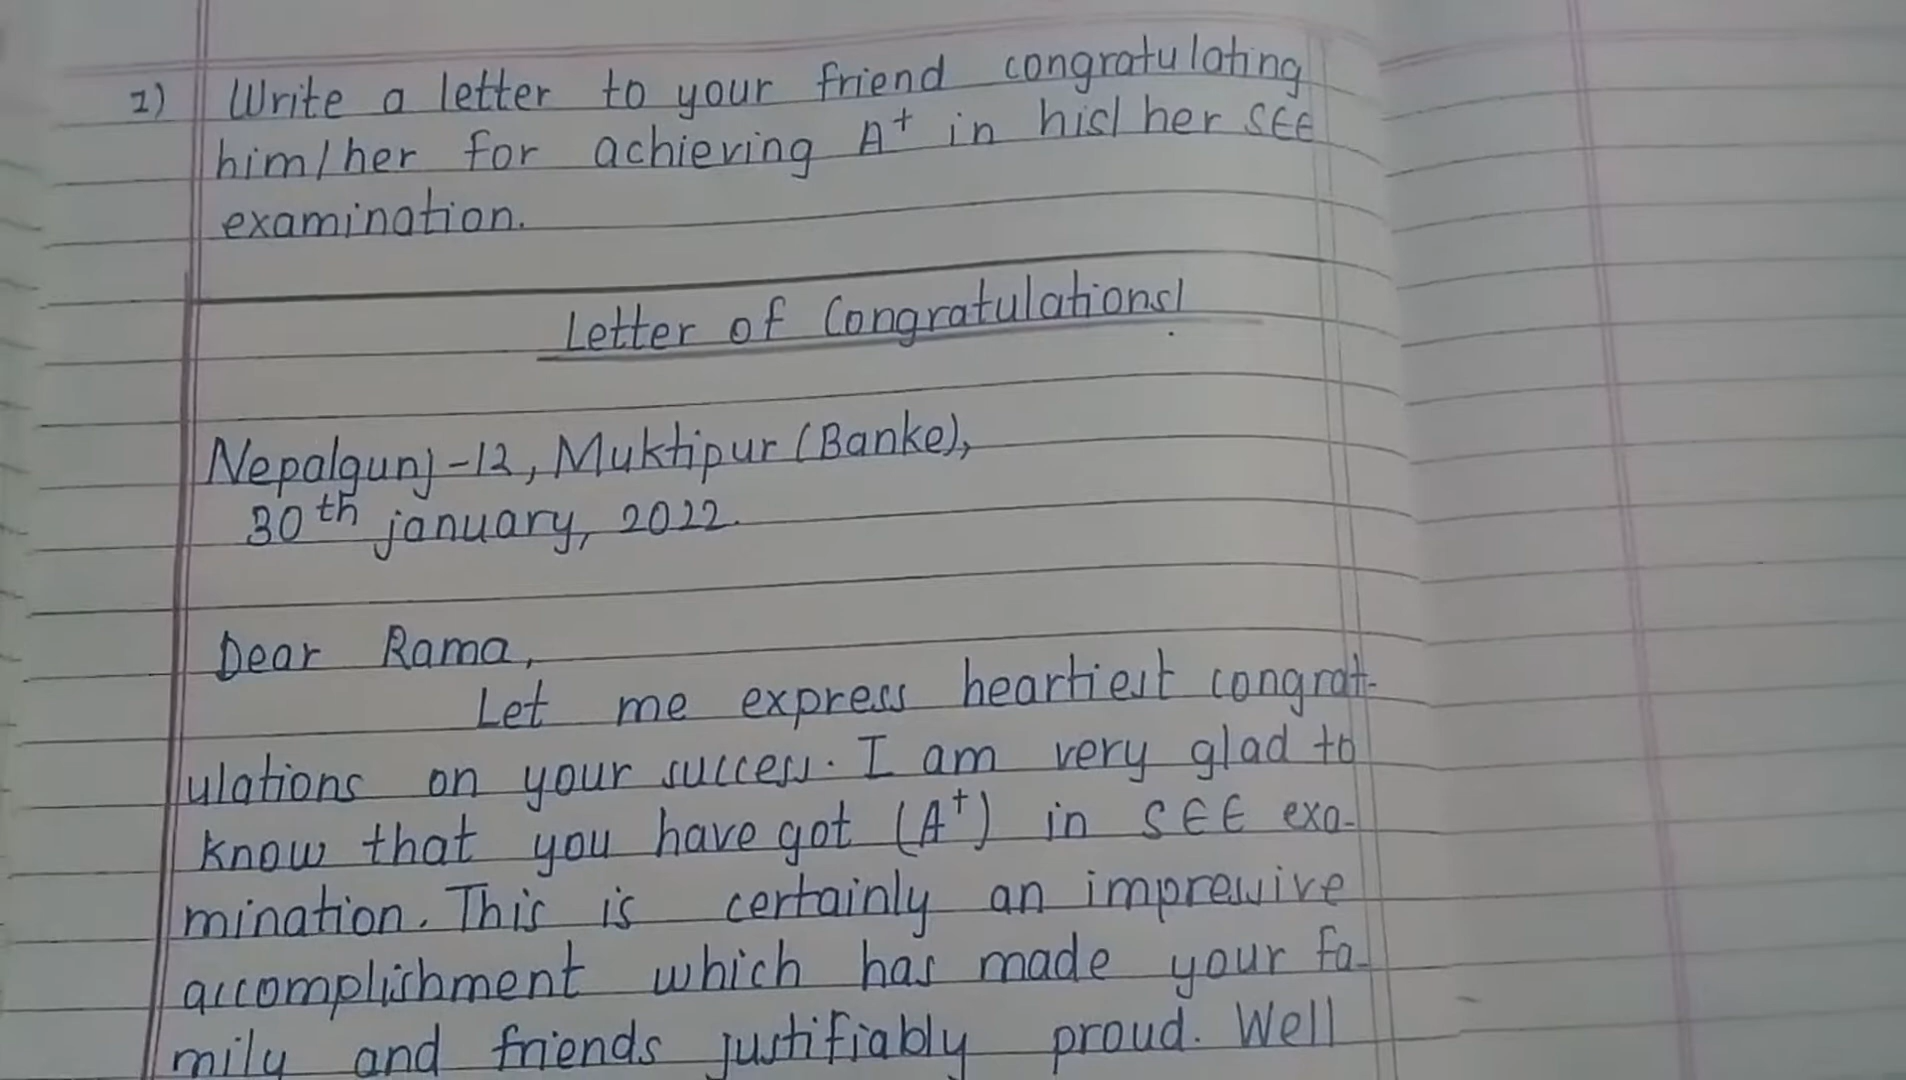 2) Write a letter to your friend congratulating
him/her for achieving A+ in his/her SEE
examination.
Letter of Congratulations!
Nepalgunj-12, Muktipur (Banke),
30th january, 2022.
Dear Rama,
Let me express heartiest congrat-
ulations on your success. I am very glad to
know that you have got (A+) in SEE exa-
mination. This is certainly an impressive
accomplishment which has made your fa-
mily and friends justifiably proud. Well